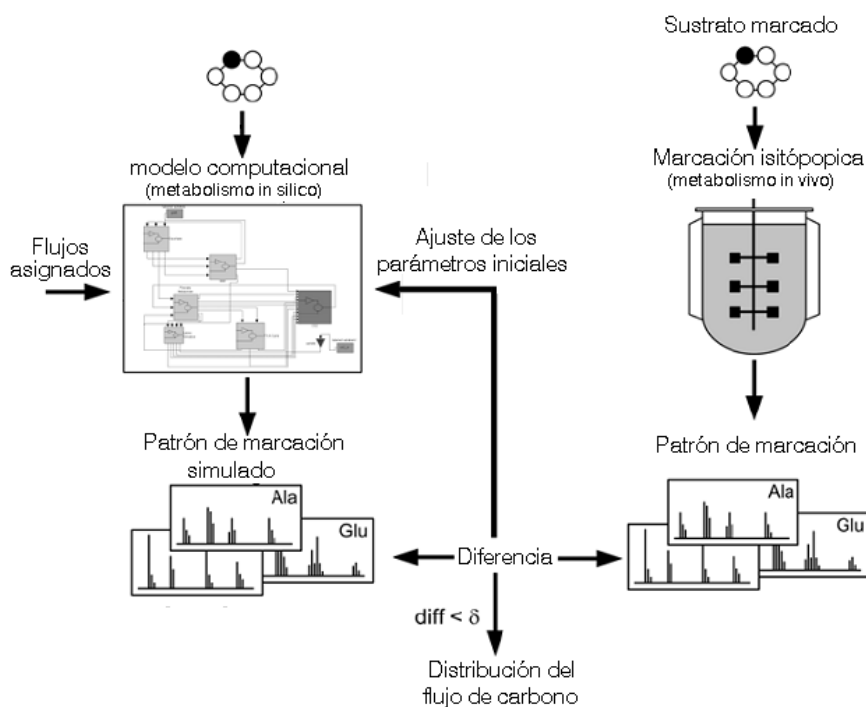 Sustrato marcado
modelo computacional
(metabolismo in silico)
Marcación isitópopica
(metabolismo in vivo)
Flujos
asignados
Ajuste de los
parámetros iniciales
Patrón de marcación
simulado
Ala
Glu
Patrón de marcación
Ala
Glu
Diferencia
diff < δ
Distribución del
flujo de carbono